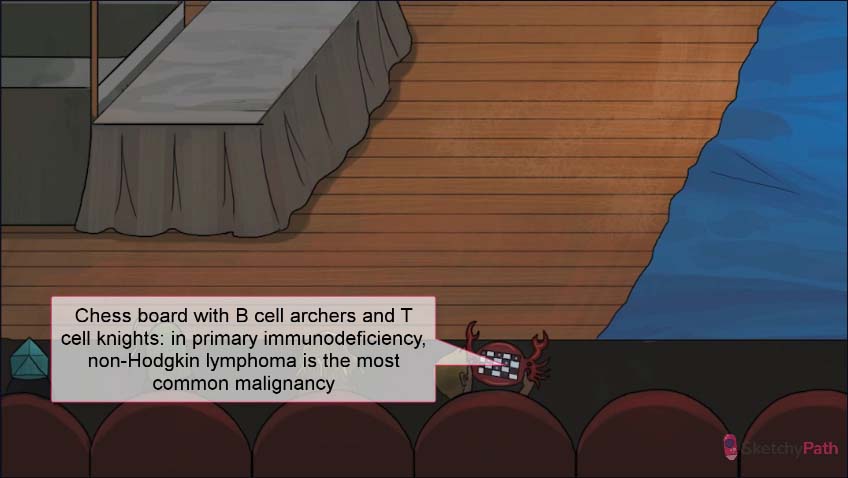 Chess board with B cell archers and T
cell knights: in primary immunodeficiency,
non-Hodgkin lymphoma is the most
common malignancy
SketchyPath